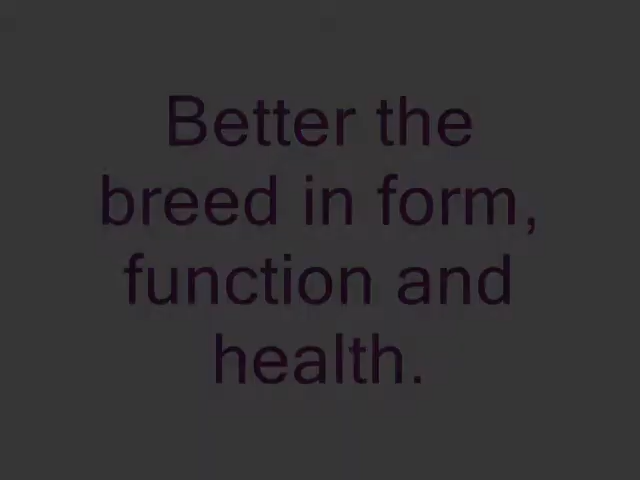 Better the
breed in form,
function and
health.